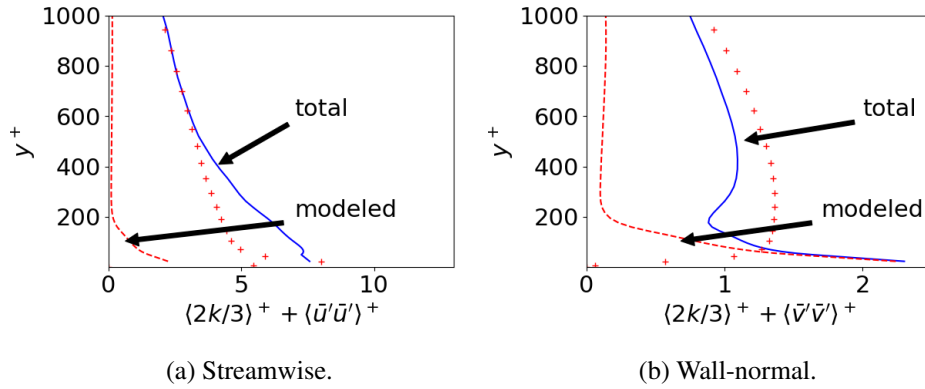 1000
800
600
400
200
y⁺
total
modeled
0 5 10
⟨2k/3⟩⁺ + ⟨ū′ū′⟩⁺
(a) Streamwise.
1000
800
600
400
200
y⁺
total
modeled
0 1 2
⟨2k/3⟩⁺ + ⟨v̄′v̄′⟩⁺
(b) Wall-normal.